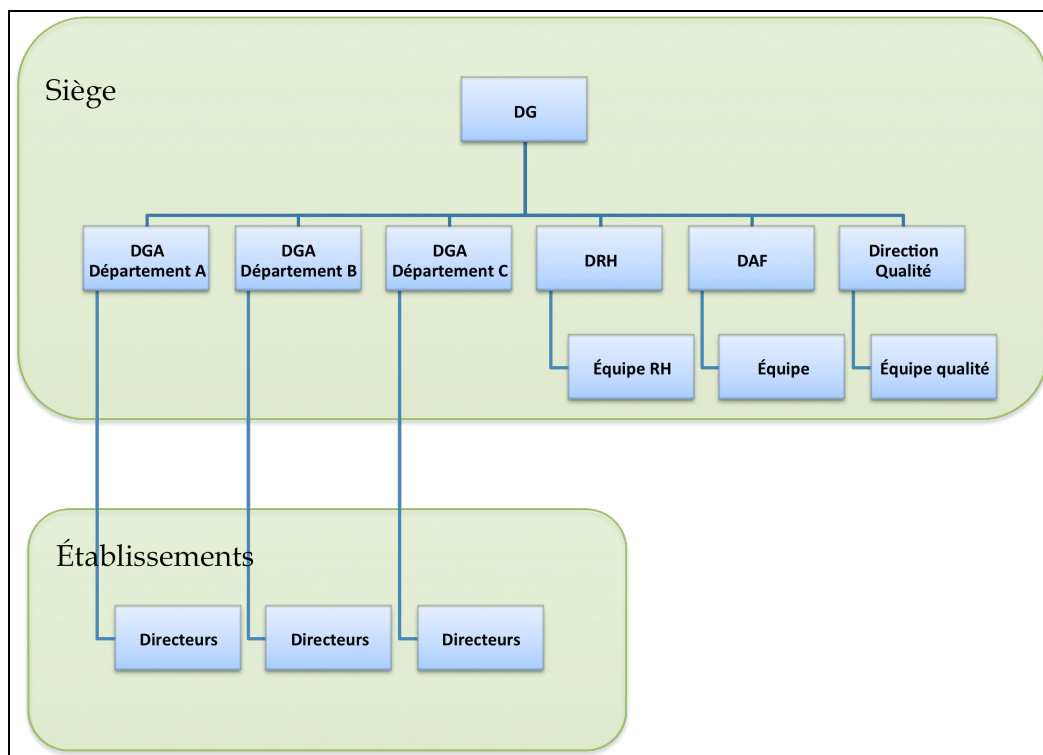 Siège
DG
DGA
Département A
DGA
Département B
DGA
Département C
DRH
DAF
Direction
Qualité
Équipe RH
Équipe
Équipe qualité
Établissements
Directeurs
Directeurs
Directeurs